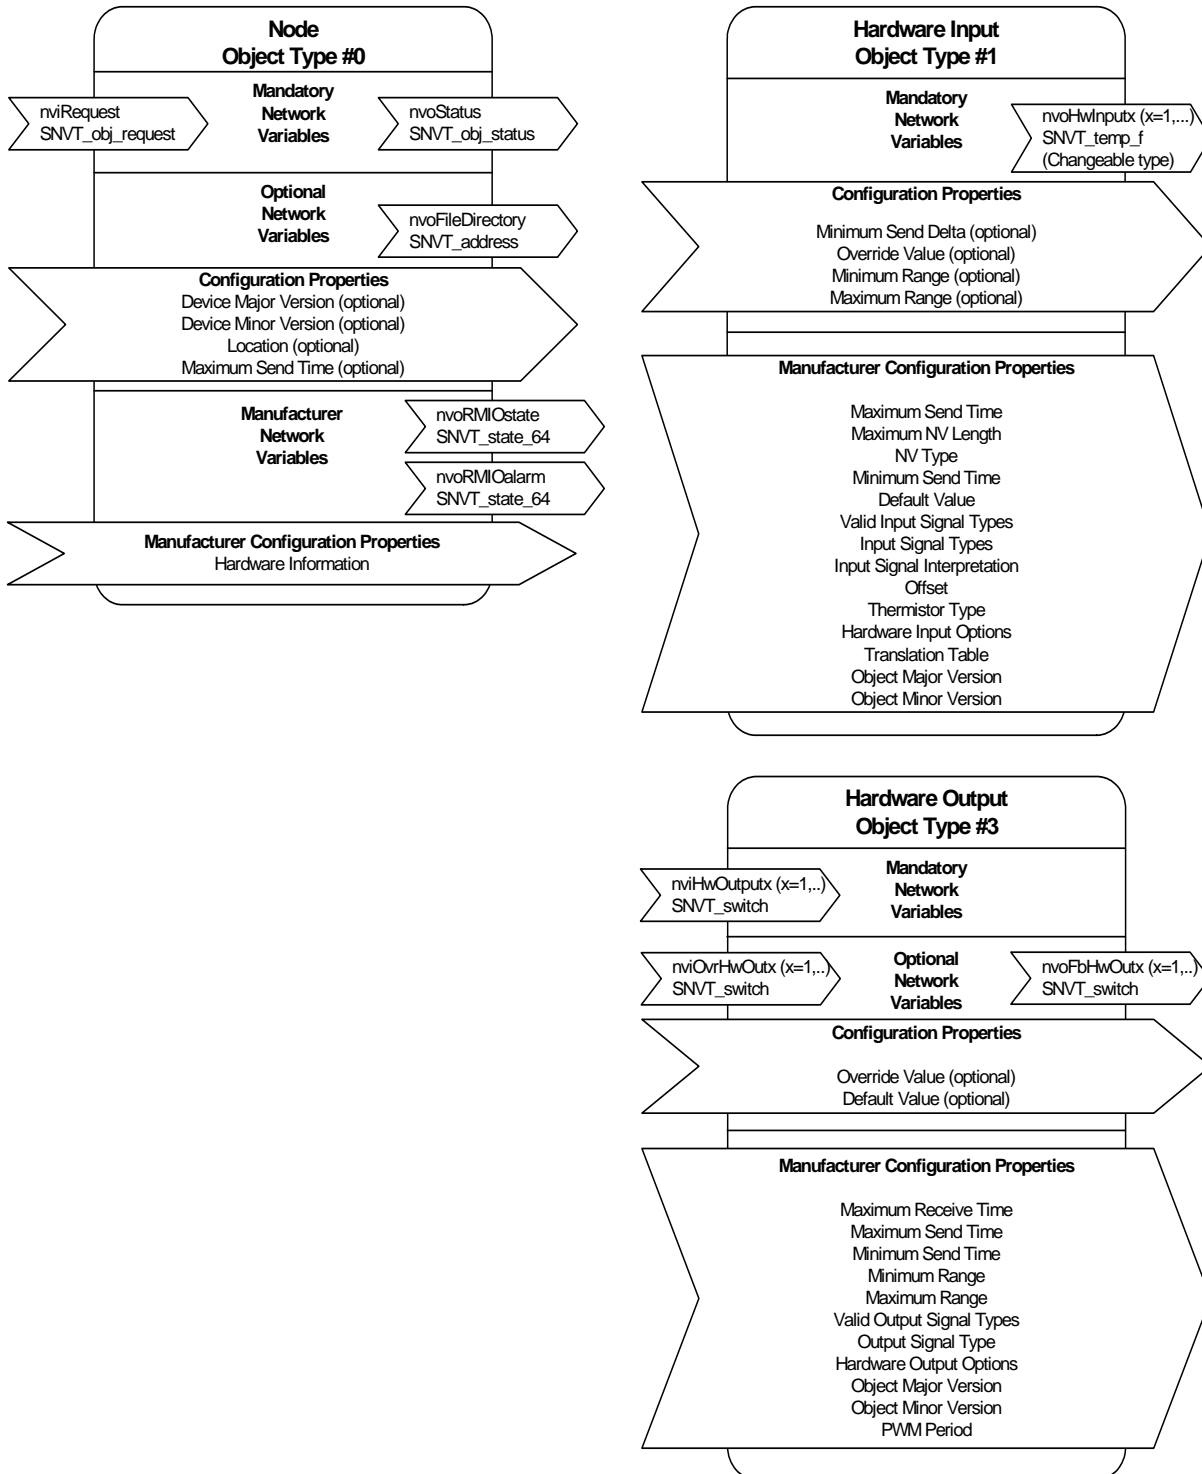 Node
Object Type #0
Mandatory
Network
Variables
nviRequest
SNVT_obj_request
nvoStatus
SNVT_obj_status
Optional
Network
Variables
nvoFileDirectory
SNVT_address
Configuration Properties
Device Major Version (optional)
Device Minor Version (optional)
Location (optional)
Maximum Send Time (optional)
Manufacturer
Network
Variables
nvoRMIOstate
SNVT_state_64
nvoRMIOalarm
SNVT_state_64
Manufacturer Configuration Properties
Hardware Information
Hardware Input
Object Type #1
Mandatory
Network
Variables
nvoHwInputx (x=1,...)
SNVT_temp_f
(Changeable type)
Configuration Properties
Minimum Send Delta (optional)
Override Value (optional)
Minimum Range (optional)
Maximum Range (optional)
Manufacturer Configuration Properties
Maximum Send Time
Maximum NV Length
NV Type
Minimum Send Time
Default Value
Valid Input Signal Types
Input Signal Types
Input Signal Interpretation
Offset
Thermistor Type
Hardware Input Options
Translation Table
Object Major Version
Object Minor Version
Hardware Output
Object Type #3
Mandatory
Network
Variables
nviHwOutputx (x=1,..)
SNVT_switch
nviOvrHwOutx (x=1,..)
SNVT_switch
Optional
Network
Variables
nvoFbHwOutx (x=1,..)
SNVT_switch
Configuration Properties
Override Value (optional)
Default Value (optional)
Manufacturer Configuration Properties
Maximum Receive Time
Maximum Send Time
Minimum Send Time
Minimum Range
Maximum Range
Valid Output Signal Types
Output Signal Type
Hardware Output Options
Object Major Version
Object Minor Version
PWM Period